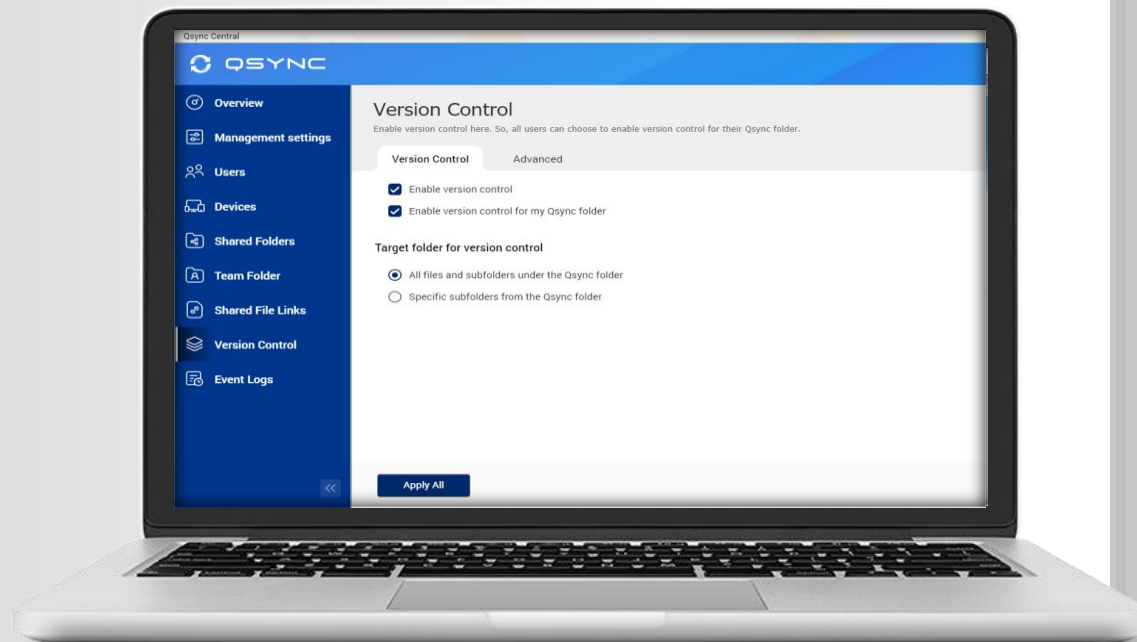 Qsync Central
QSYNC
Overview
Management settings
Users
Devices
Shared Folders
Team Folder
Shared File Links
Version Control
Event Logs
Version Control
Enable version control here. So, all users can choose to enable version control for their Qsync folder.
Version Control
Advanced
Enable version control
Enable version control for my Qsync folder
Target folder for version control
All files and subfolders under the Qsync folder
Specific subfolders from the Qsync folder
Apply All